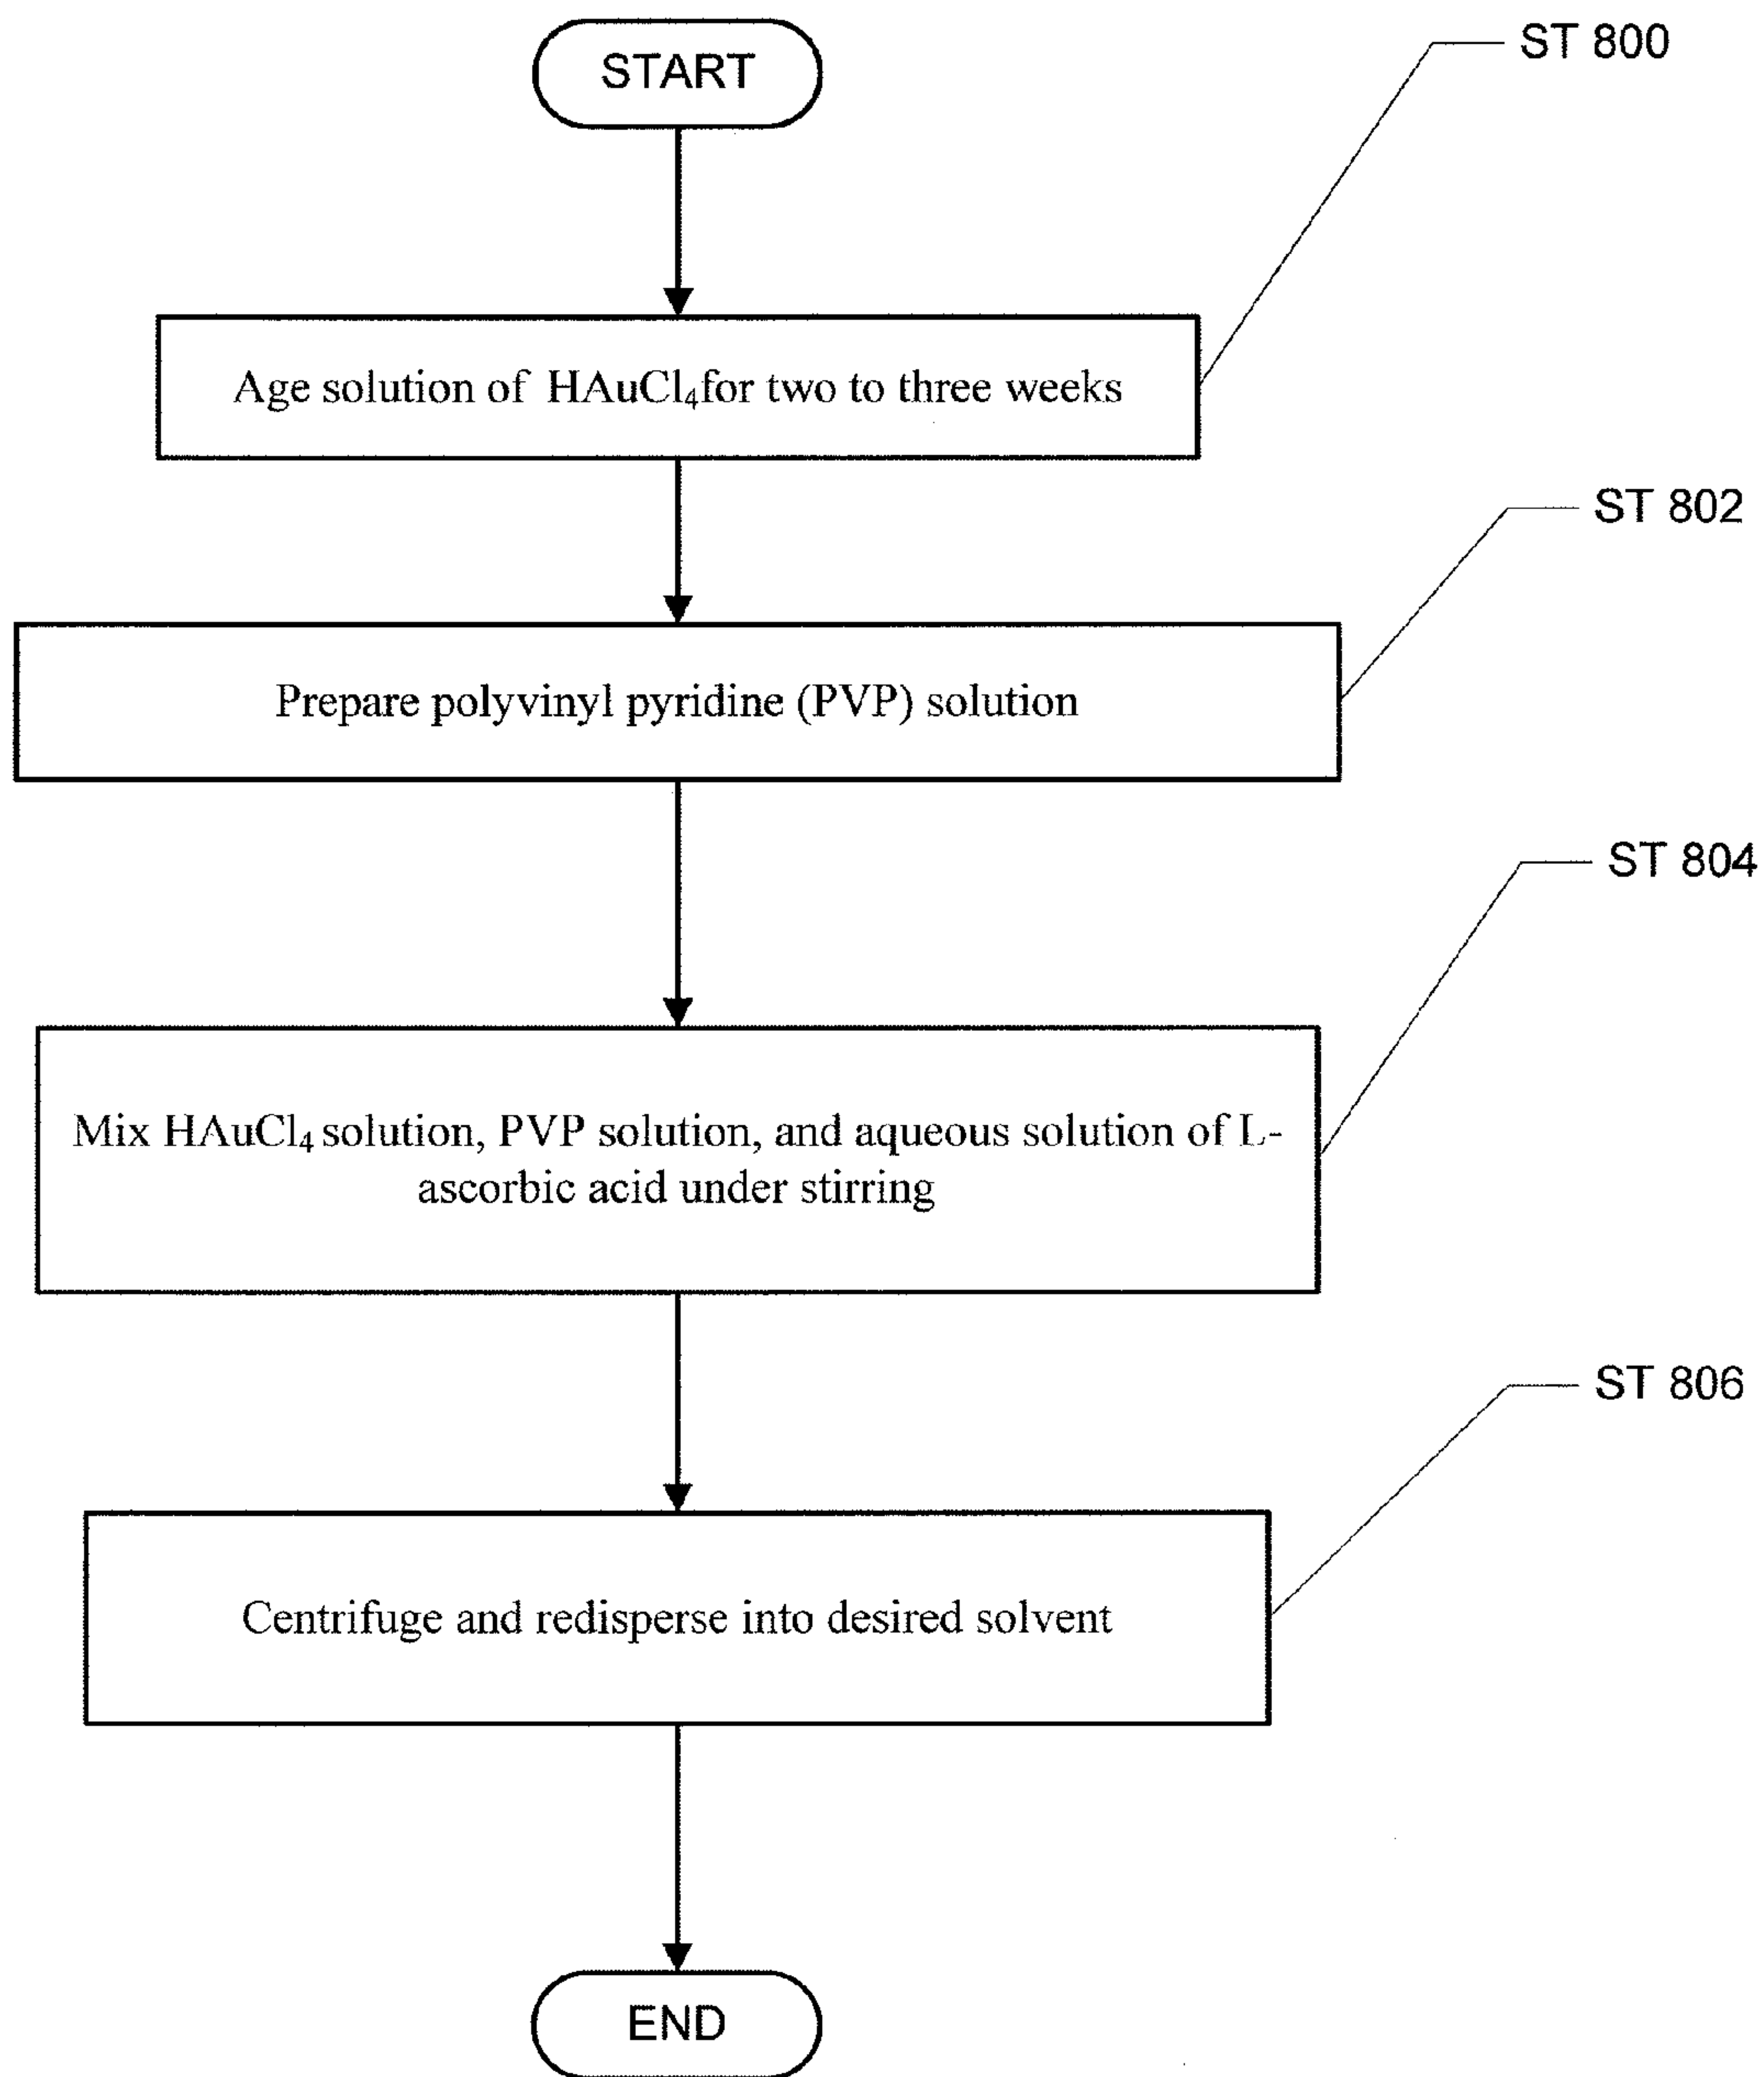 START
ST 800
Age solution of HAuCl₄for two to three weeks
ST 802
Prepare polyvinyl pyridine (PVP) solution
ST 804
Mix HAuCl₄ solution, PVP solution, and aqueous solution of L-
ascorbic acid under stirring
ST 806
Centrifuge and redisperse into desired solvent
END